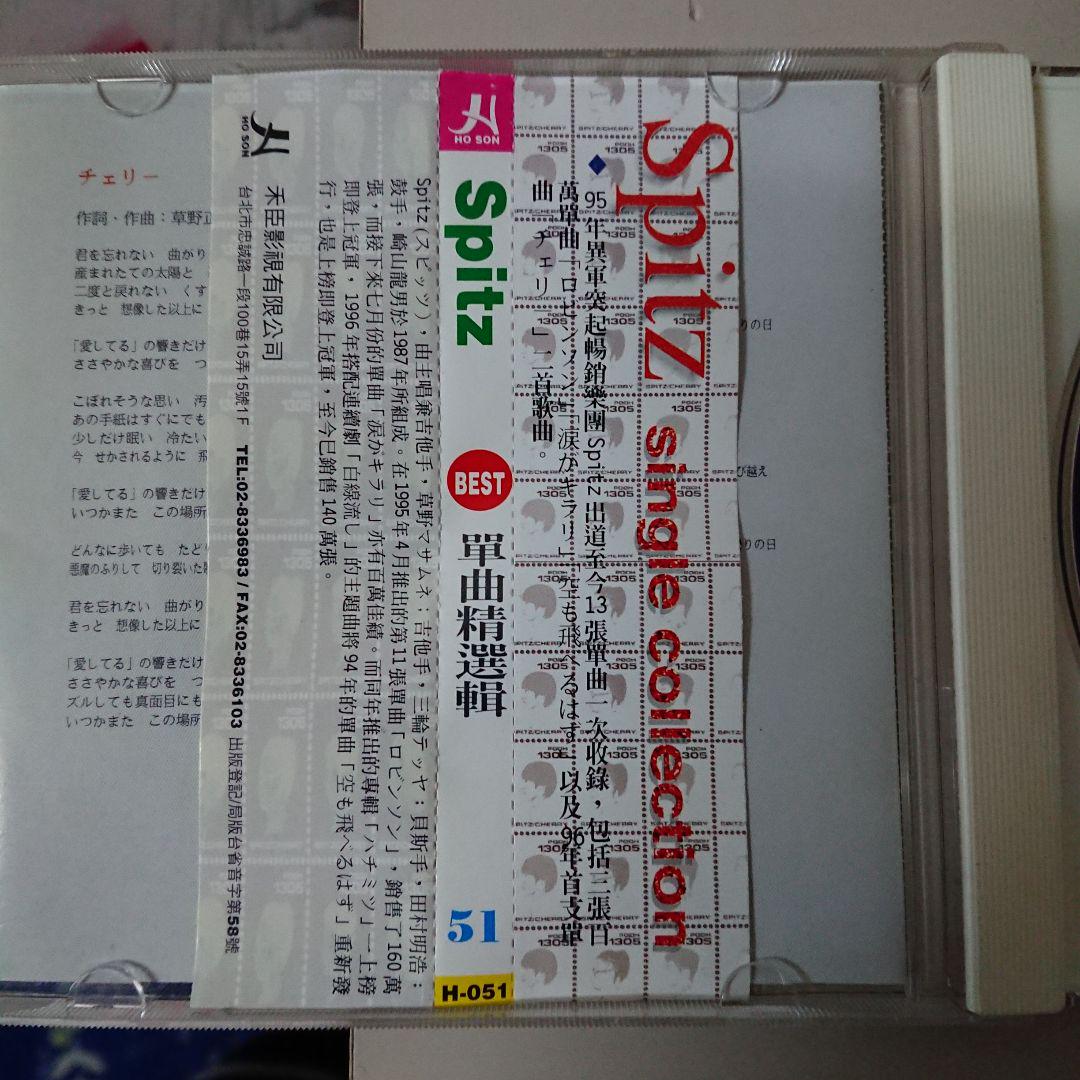 チェリー
作詞・作曲：草野正
君を忘れない　曲がり
産まれたての太陽と
二度と戻れない　くす
きっと　想像した以上に
「愛してる」の響きだけ
ささやかな喜びを　つ
こぼれそうな思い　汚
あの手紙はすぐにでも
少しだけ眠い　冷たい
今　せかされるように　飛
「愛してる」の響きだけ
いつかまた　この場所
どんなに歩いても　たどり
悪魔のふりして　切り裂いた
君を忘れない　曲がり
きっと　想像した以上に
「愛してる」の響きだけ
ささやかな喜びを　つ
ズルしても真面目にも
いつかまた　この場所
Spitz single collection
◆ 95年異軍突起暢銷樂團Spitz出道至今13張單曲一次收錄，包括三張百
萬單曲「ロビンソン」「涙がキラリ」「空も飛べるはず」以及96年首支單
曲「チェリー」二首歌曲。
HO SON
Spitz
BEST
單曲精選輯
51
H-051
Spitz(スピッツ)，由主唱兼吉他手，草野マサムネ；吉他手，三輪テッヤ；貝斯手，田村明浩；
鼓手，崎山龍男於1987年所組成。在1995年4月推出的第11張單曲「ロビンソン」，銷售了160萬
張，而接下來七月份的單曲「涙がキラリ」亦有百萬佳績。而同年推出的專輯「ハチミツ」一上榜
即登上冠軍，1996年搭配連續劇「白線流し」的主題曲將94年的單曲「空も飛べるはず」重新發
行，也是上榜即登上冠軍，至今已銷售140萬張。
HO SON
禾臣影視有限公司
台北市忠誠路一段100巷15弄15號1F　TEL:02-8336983 / FAX:02-8336103 出版登記/局版台省音字第58號
りの日
び越え
りの日
SPITZ/CHERRY
POOH
1305